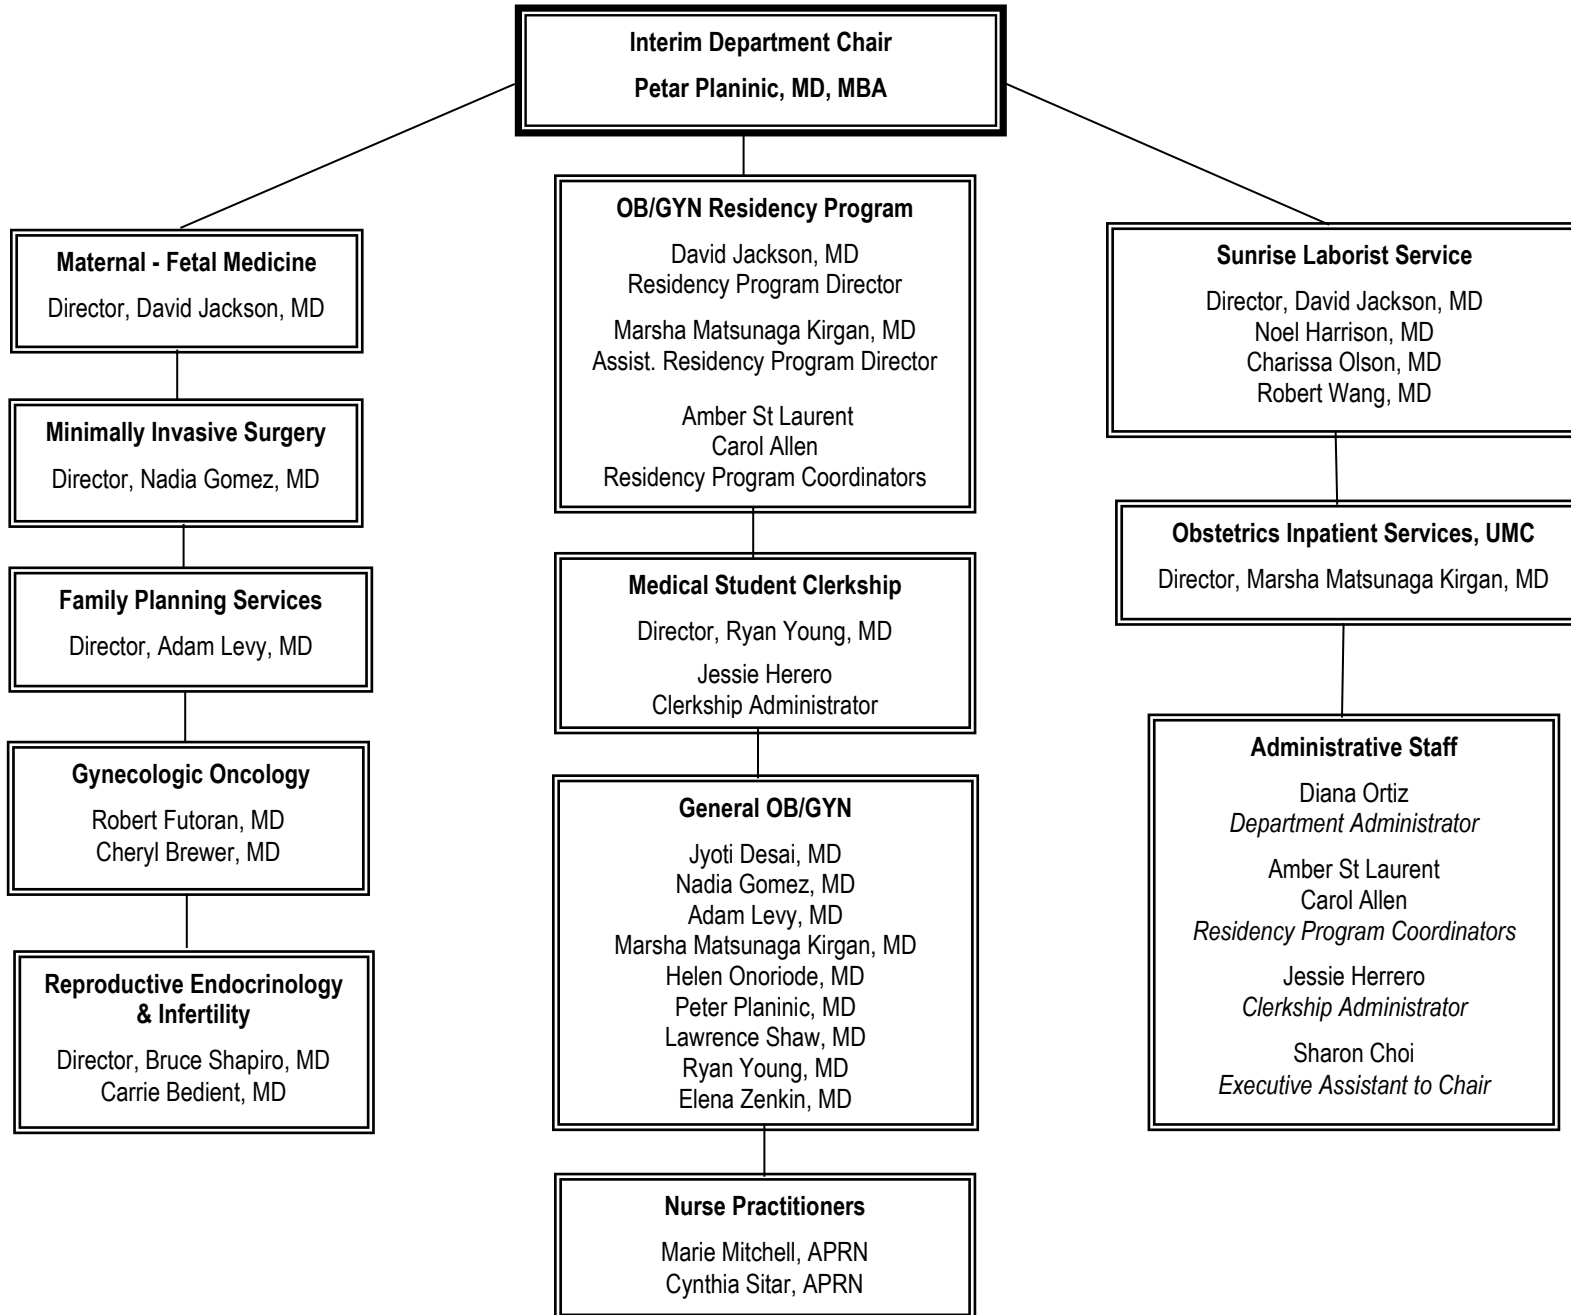 Interim Department Chair
Petar Planinic, MD, MBA
Maternal - Fetal Medicine
Director, David Jackson, MD
Minimally Invasive Surgery
Director, Nadia Gomez, MD
Family Planning Services
Director, Adam Levy, MD
Gynecologic Oncology
Robert Futoran, MD
Cheryl Brewer, MD
Reproductive Endocrinology
& Infertility
Director, Bruce Shapiro, MD
Carrie Bedient, MD
OB/GYN Residency Program
David Jackson, MD
Residency Program Director
Marsha Matsunaga Kirgan, MD
Assist. Residency Program Director
Amber St Laurent
Carol Allen
Residency Program Coordinators
Medical Student Clerkship
Director, Ryan Young, MD
Jessie Herero
Clerkship Administrator
General OB/GYN
Jyoti Desai, MD
Nadia Gomez, MD
Adam Levy, MD
Marsha Matsunaga Kirgan, MD
Helen Onoriode, MD
Peter Planinic, MD
Lawrence Shaw, MD
Ryan Young, MD
Elena Zenkin, MD
Nurse Practitioners
Marie Mitchell, APRN
Cynthia Sitar, APRN
Sunrise Laborist Service
Director, David Jackson, MD
Noel Harrison, MD
Charissa Olson, MD
Robert Wang, MD
Obstetrics Inpatient Services, UMC
Director, Marsha Matsunaga Kirgan, MD
Administrative Staff
Diana Ortiz
Department Administrator
Amber St Laurent
Carol Allen
Residency Program Coordinators
Jessie Herrero
Clerkship Administrator
Sharon Choi
Executive Assistant to Chair